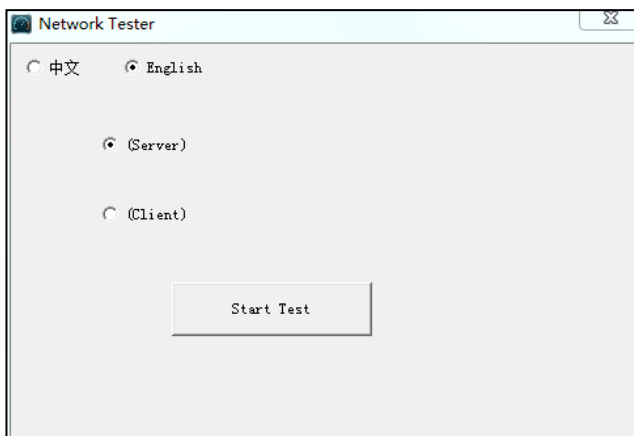 Network Tester
中文 English
(Server)
(Client)
Start Test